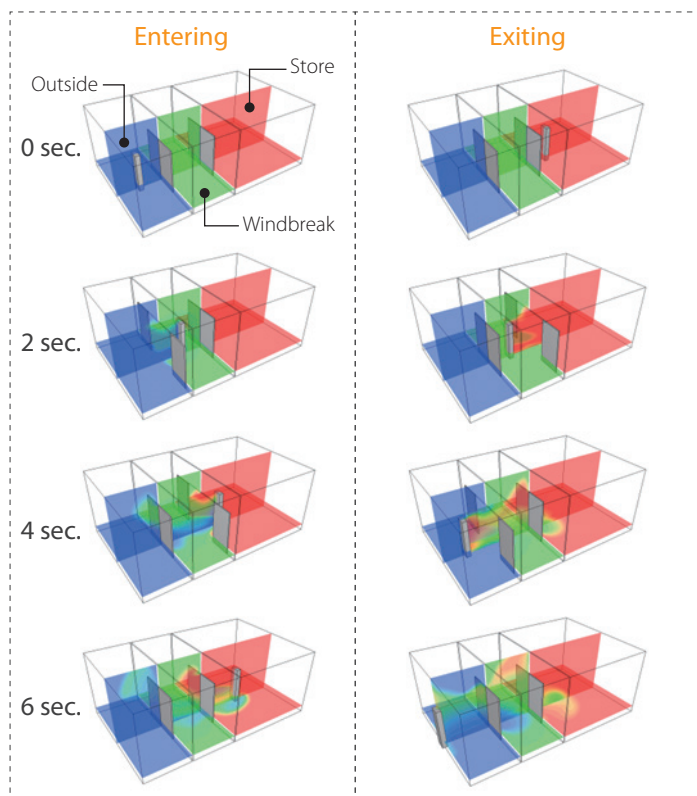 Entering
Exiting
Outside
Store
0 sec.
Windbreak
2 sec.
4 sec.
6 sec.